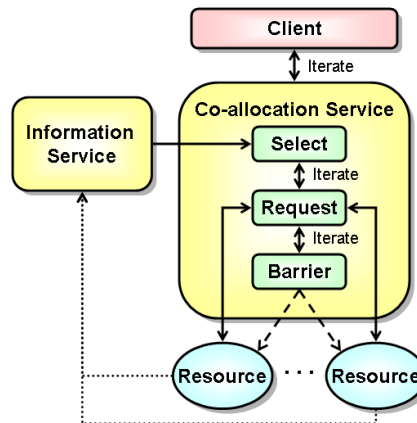 Client
Iterate
Co-allocation Service
Information
Service
Select
Iterate
Request
Iterate
Barrier
Resource
. . .
Resource